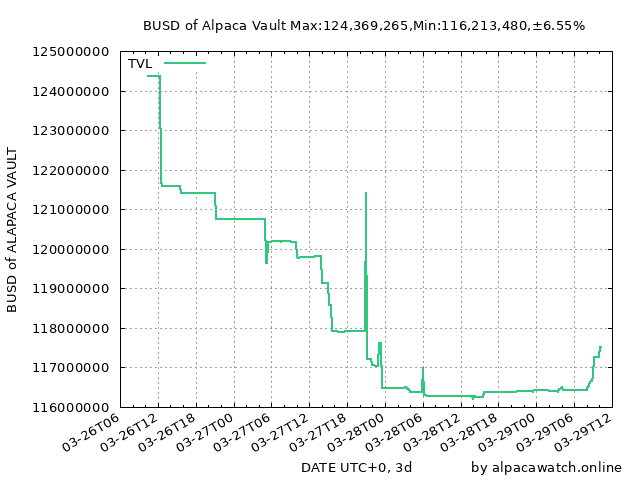 BUSD of Alpaca Vault Max:124,369,265,Min:116,213,480,±6.55%
TVL
BUSD of ALAPACA VAULT
125000000
124000000
123000000
122000000
121000000
120000000
119000000
118000000
117000000
116000000
03-26T06
03-26T12
03-26T18
03-27T00
03-27T06
03-27T12
03-27T18
03-28T00
03-28T06
03-28T12
03-28T18
03-29T00
03-29T06
03-29T12
DATE UTC+0, 3d
by alpacawatch.online